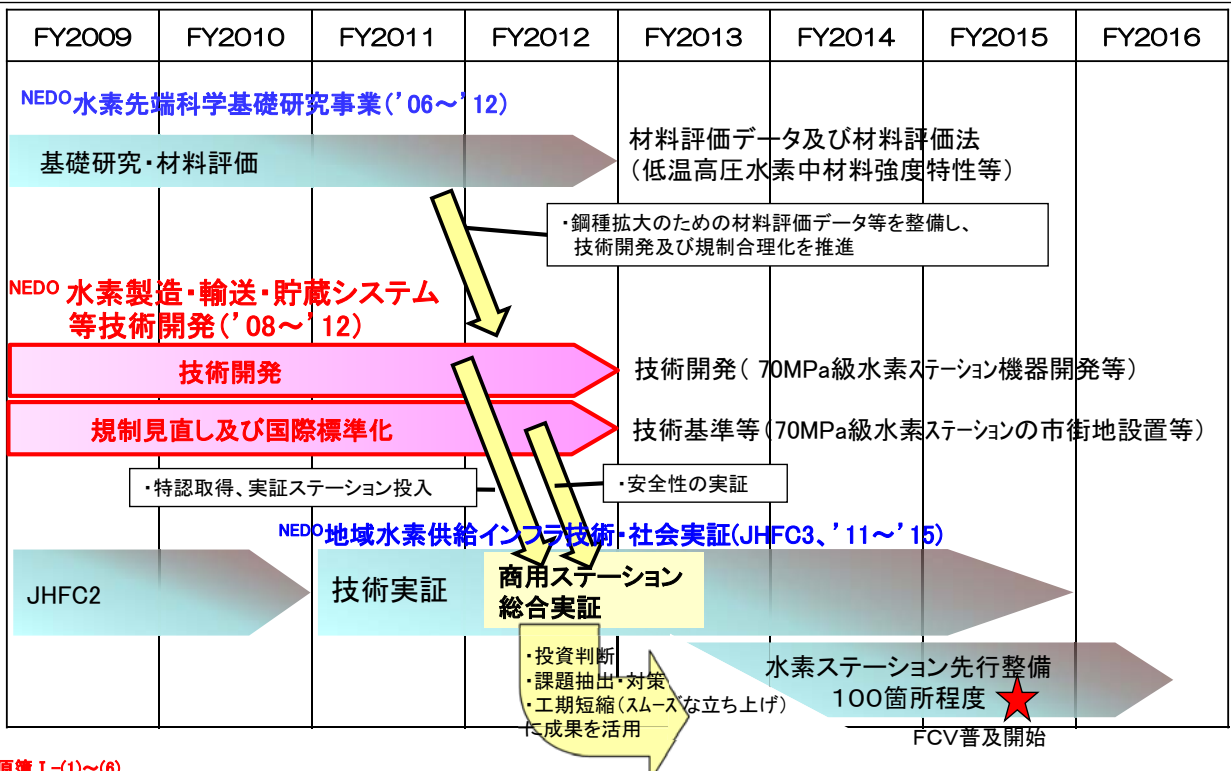 FY2009 FY2010 FY2011 FY2012 FY2013 FY2014 FY2015 FY2016
NEDO水素先端科学基礎研究事業('06～'12)
基礎研究・材料評価
材料評価データ及び材料評価法
(低温高圧水素中材料強度特性等)
・鋼種拡大のための材料評価データ等を整備し、
技術開発及び規制合理化を推進
NEDO 水素製造・輸送・貯蔵システム
等技術開発('08～'12)
技術開発
技術開発( 70MPa級水素ステーション機器開発等)
規制見直し及び国際標準化
技術基準等(70MPa級水素ステーションの市街地設置等)
・特認取得、実証ステーション投入
・安全性の実証
NEDO地域水素供給インフラ技術・社会実証(JHFC3、'11～'15)
JHFC2
技術実証
商用ステーション
総合実証
・投資判断
・課題抽出・対策
・工期短縮(スムーズな立ち上げ)
に成果を活用
水素ステーション先行整備
100箇所程度
FCV普及開始
原簿 Ⅰ-(1)～(6)